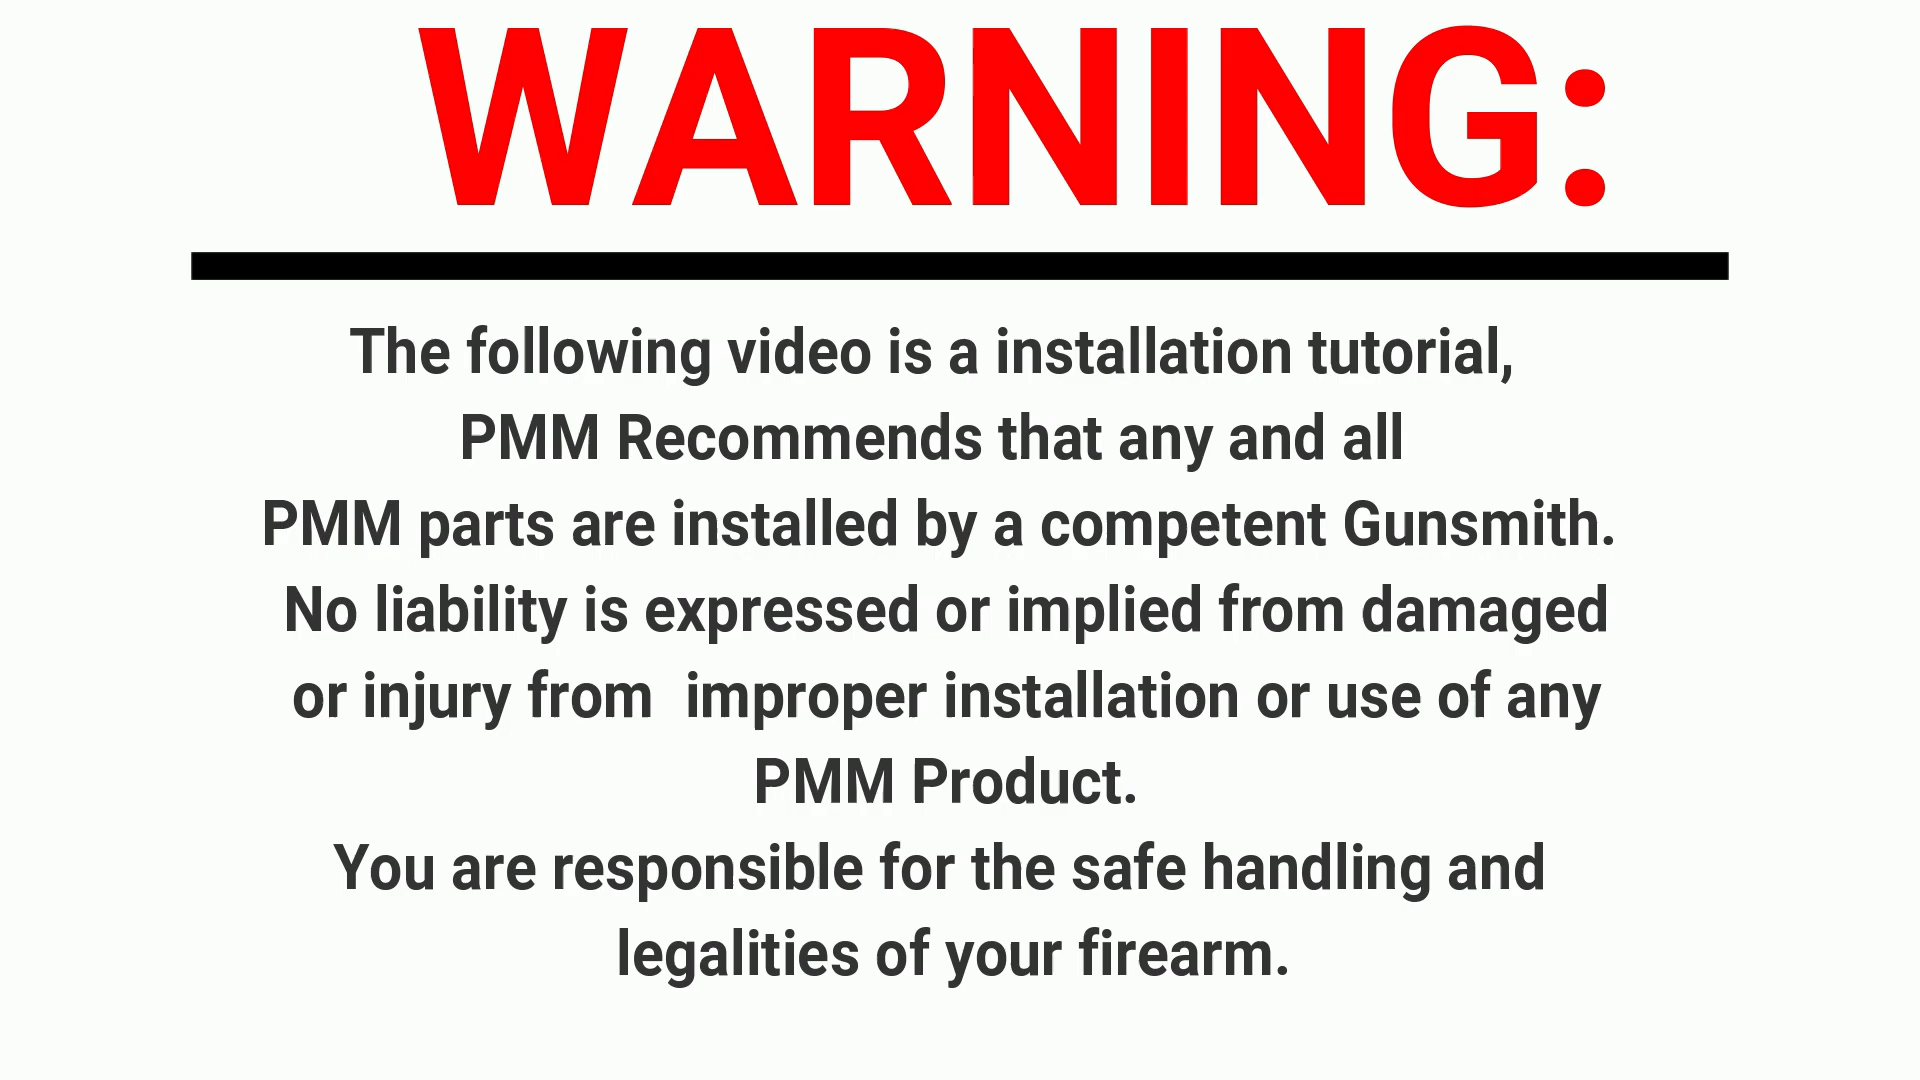 WARNING:
The following video is a installation tutorial,
PMM Recommends that any and all
PMM parts are installed by a competent Gunsmith.
No liability is expressed or implied from damaged
or injury from  improper installation or use of any
PMM Product.
You are responsible for the safe handling and
legalities of your firearm.